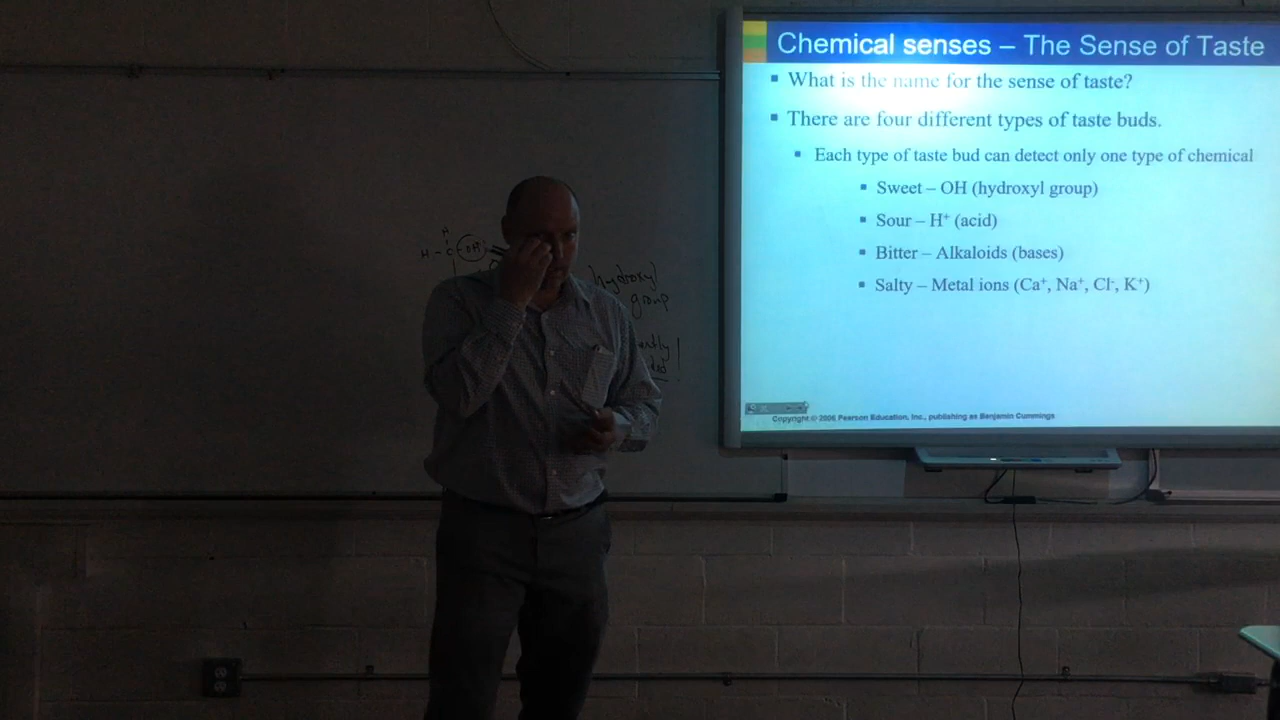 Chemical senses – The Sense of Taste
What is the name for the sense of taste?
There are four different types of taste buds.
Each type of taste bud can detect only one type of chemical
Sweet – OH (hydroxyl group)
Sour – H⁺ (acid)
Bitter – Alkaloids (bases)
Salty – Metal ions (Ca⁺, Na⁺, Cl⁻, K⁺)
Copyright © 2006 Pearson Education, Inc., publishing as Benjamin Cummings
H
H - C - OH
hydroxyl
group